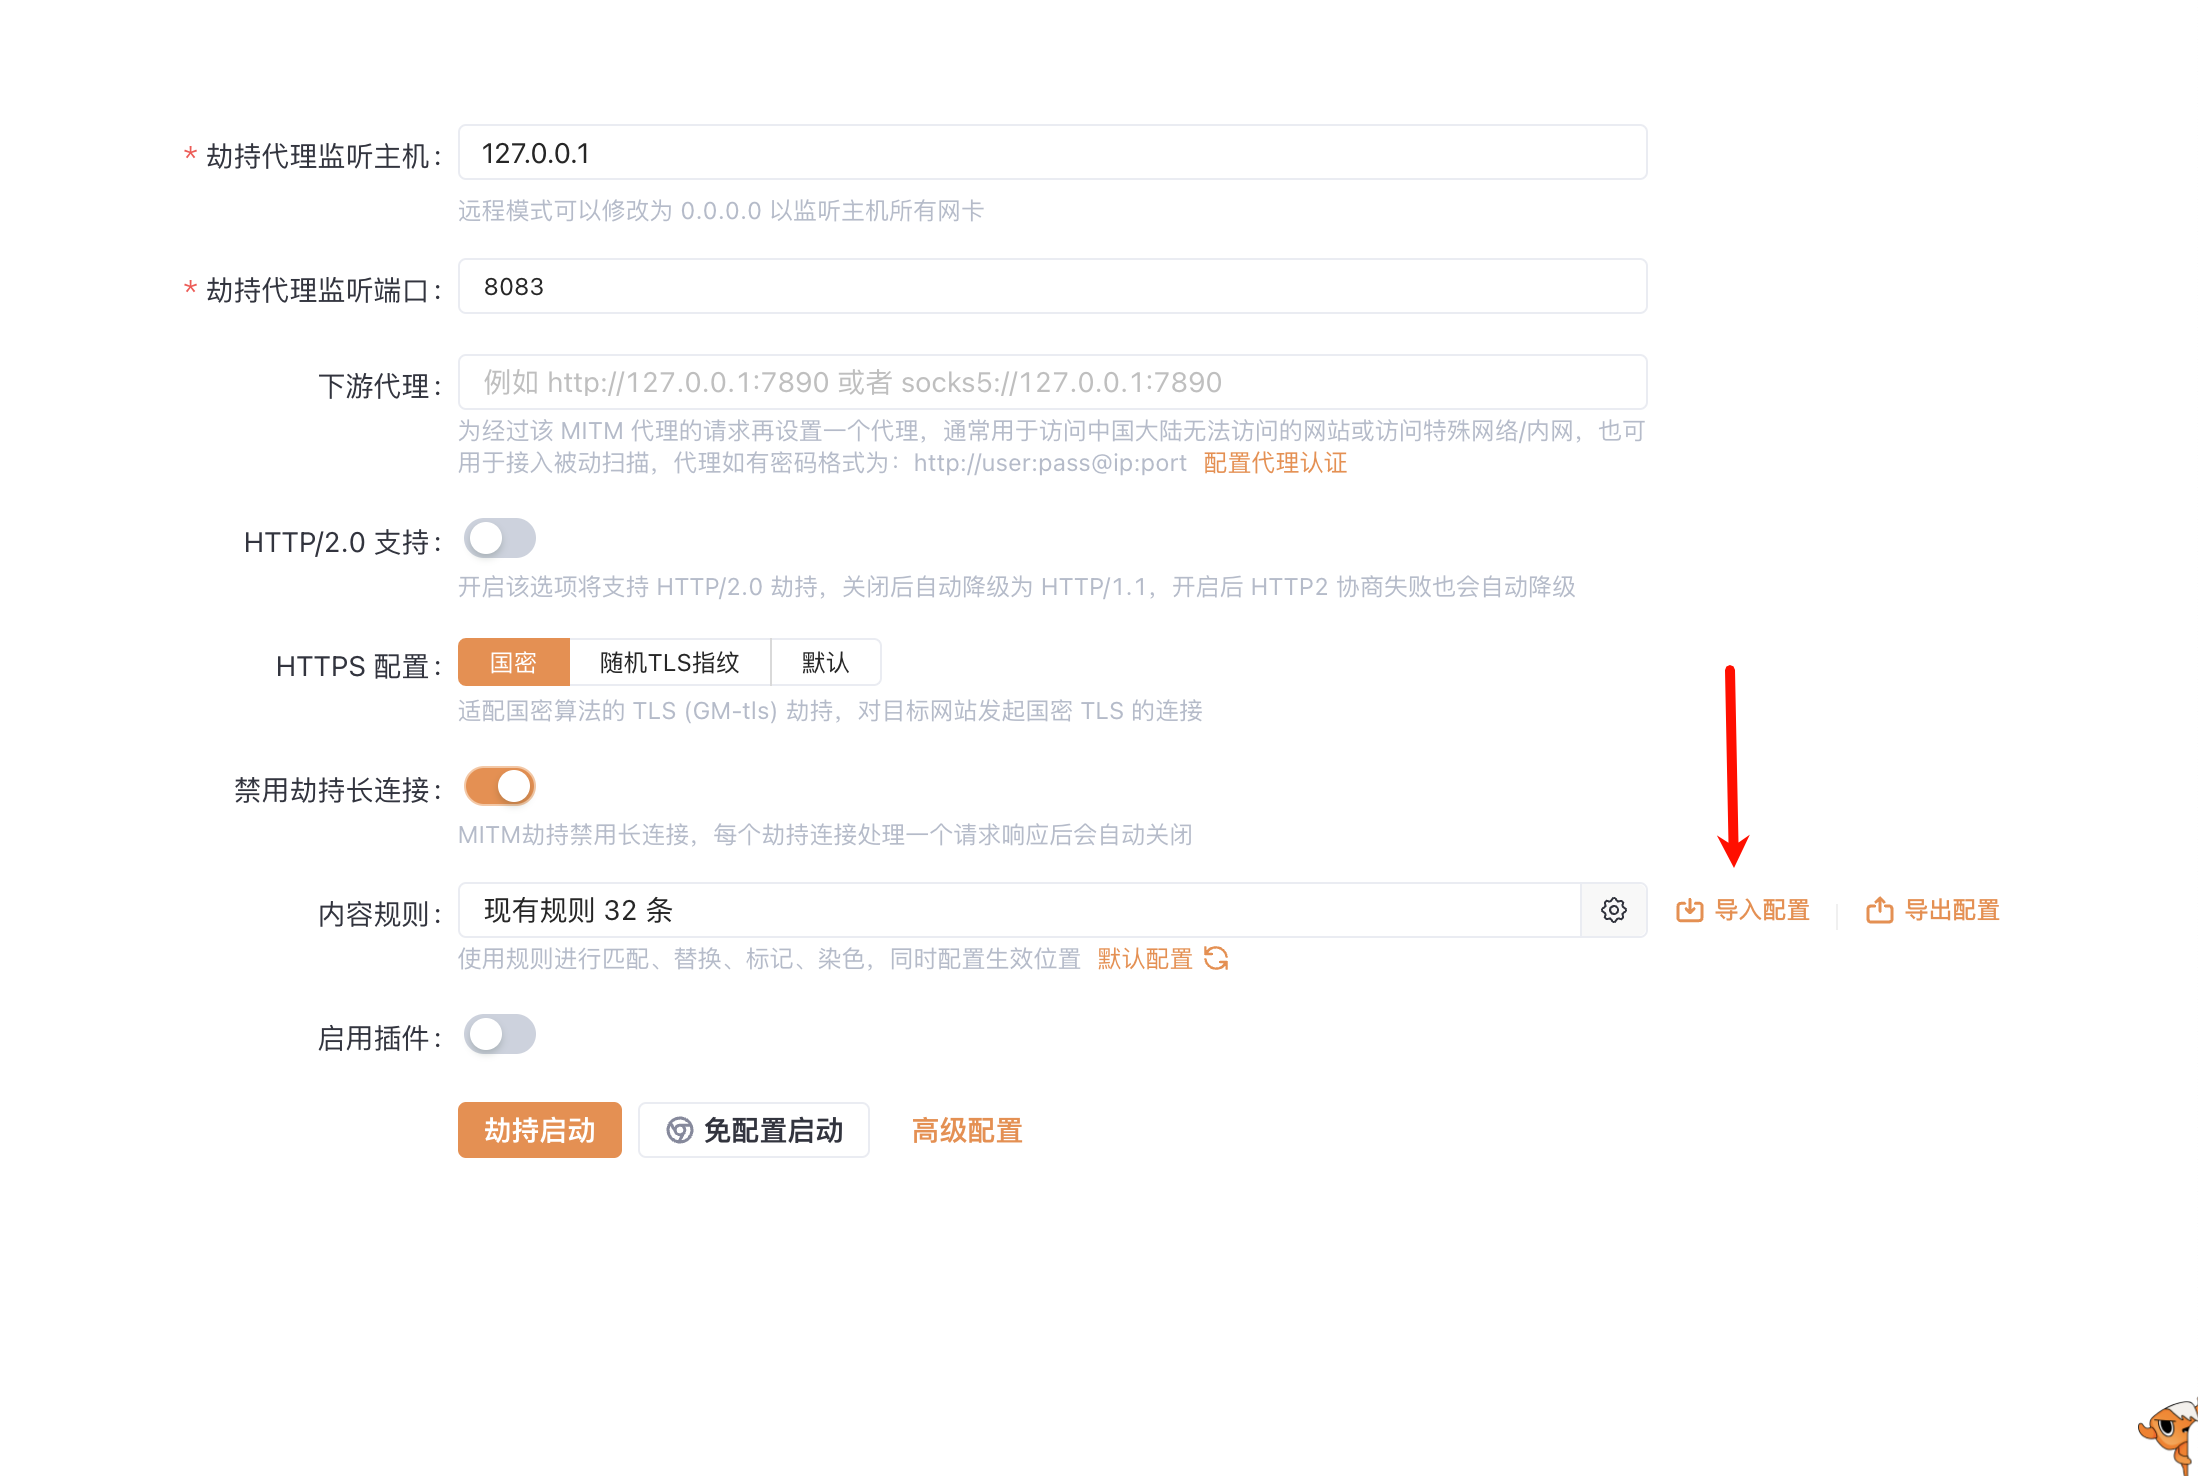 * 劫持代理监听主机:
127.0.0.1
远程模式可以修改为 0.0.0.0 以监听主机所有网卡
* 劫持代理监听端口:
8083
下游代理:
例如 http://127.0.0.1:7890 或者 socks5://127.0.0.1:7890
为经过该 MITM 代理的请求再设置一个代理，通常用于访问中国大陆无法访问的网站或访问特殊网络/内网，也可
用于接入被动扫描，代理如有密码格式为：http://user:pass@ip:port 配置代理认证
HTTP/2.0 支持:
开启该选项将支持 HTTP/2.0 劫持，关闭后自动降级为 HTTP/1.1，开启后 HTTP2 协商失败也会自动降级
HTTPS 配置:
国密 随机TLS指纹 默认
适配国密算法的 TLS (GM-tls) 劫持，对目标网站发起国密 TLS 的连接
禁用劫持长连接:
MITM劫持禁用长连接，每个劫持连接处理一个请求响应后会自动关闭
内容规则:
现有规则 32 条
导入配置 导出配置
使用规则进行匹配、替换、标记、染色，同时配置生效位置 默认配置
启用插件:
劫持启动 免配置启动 高级配置